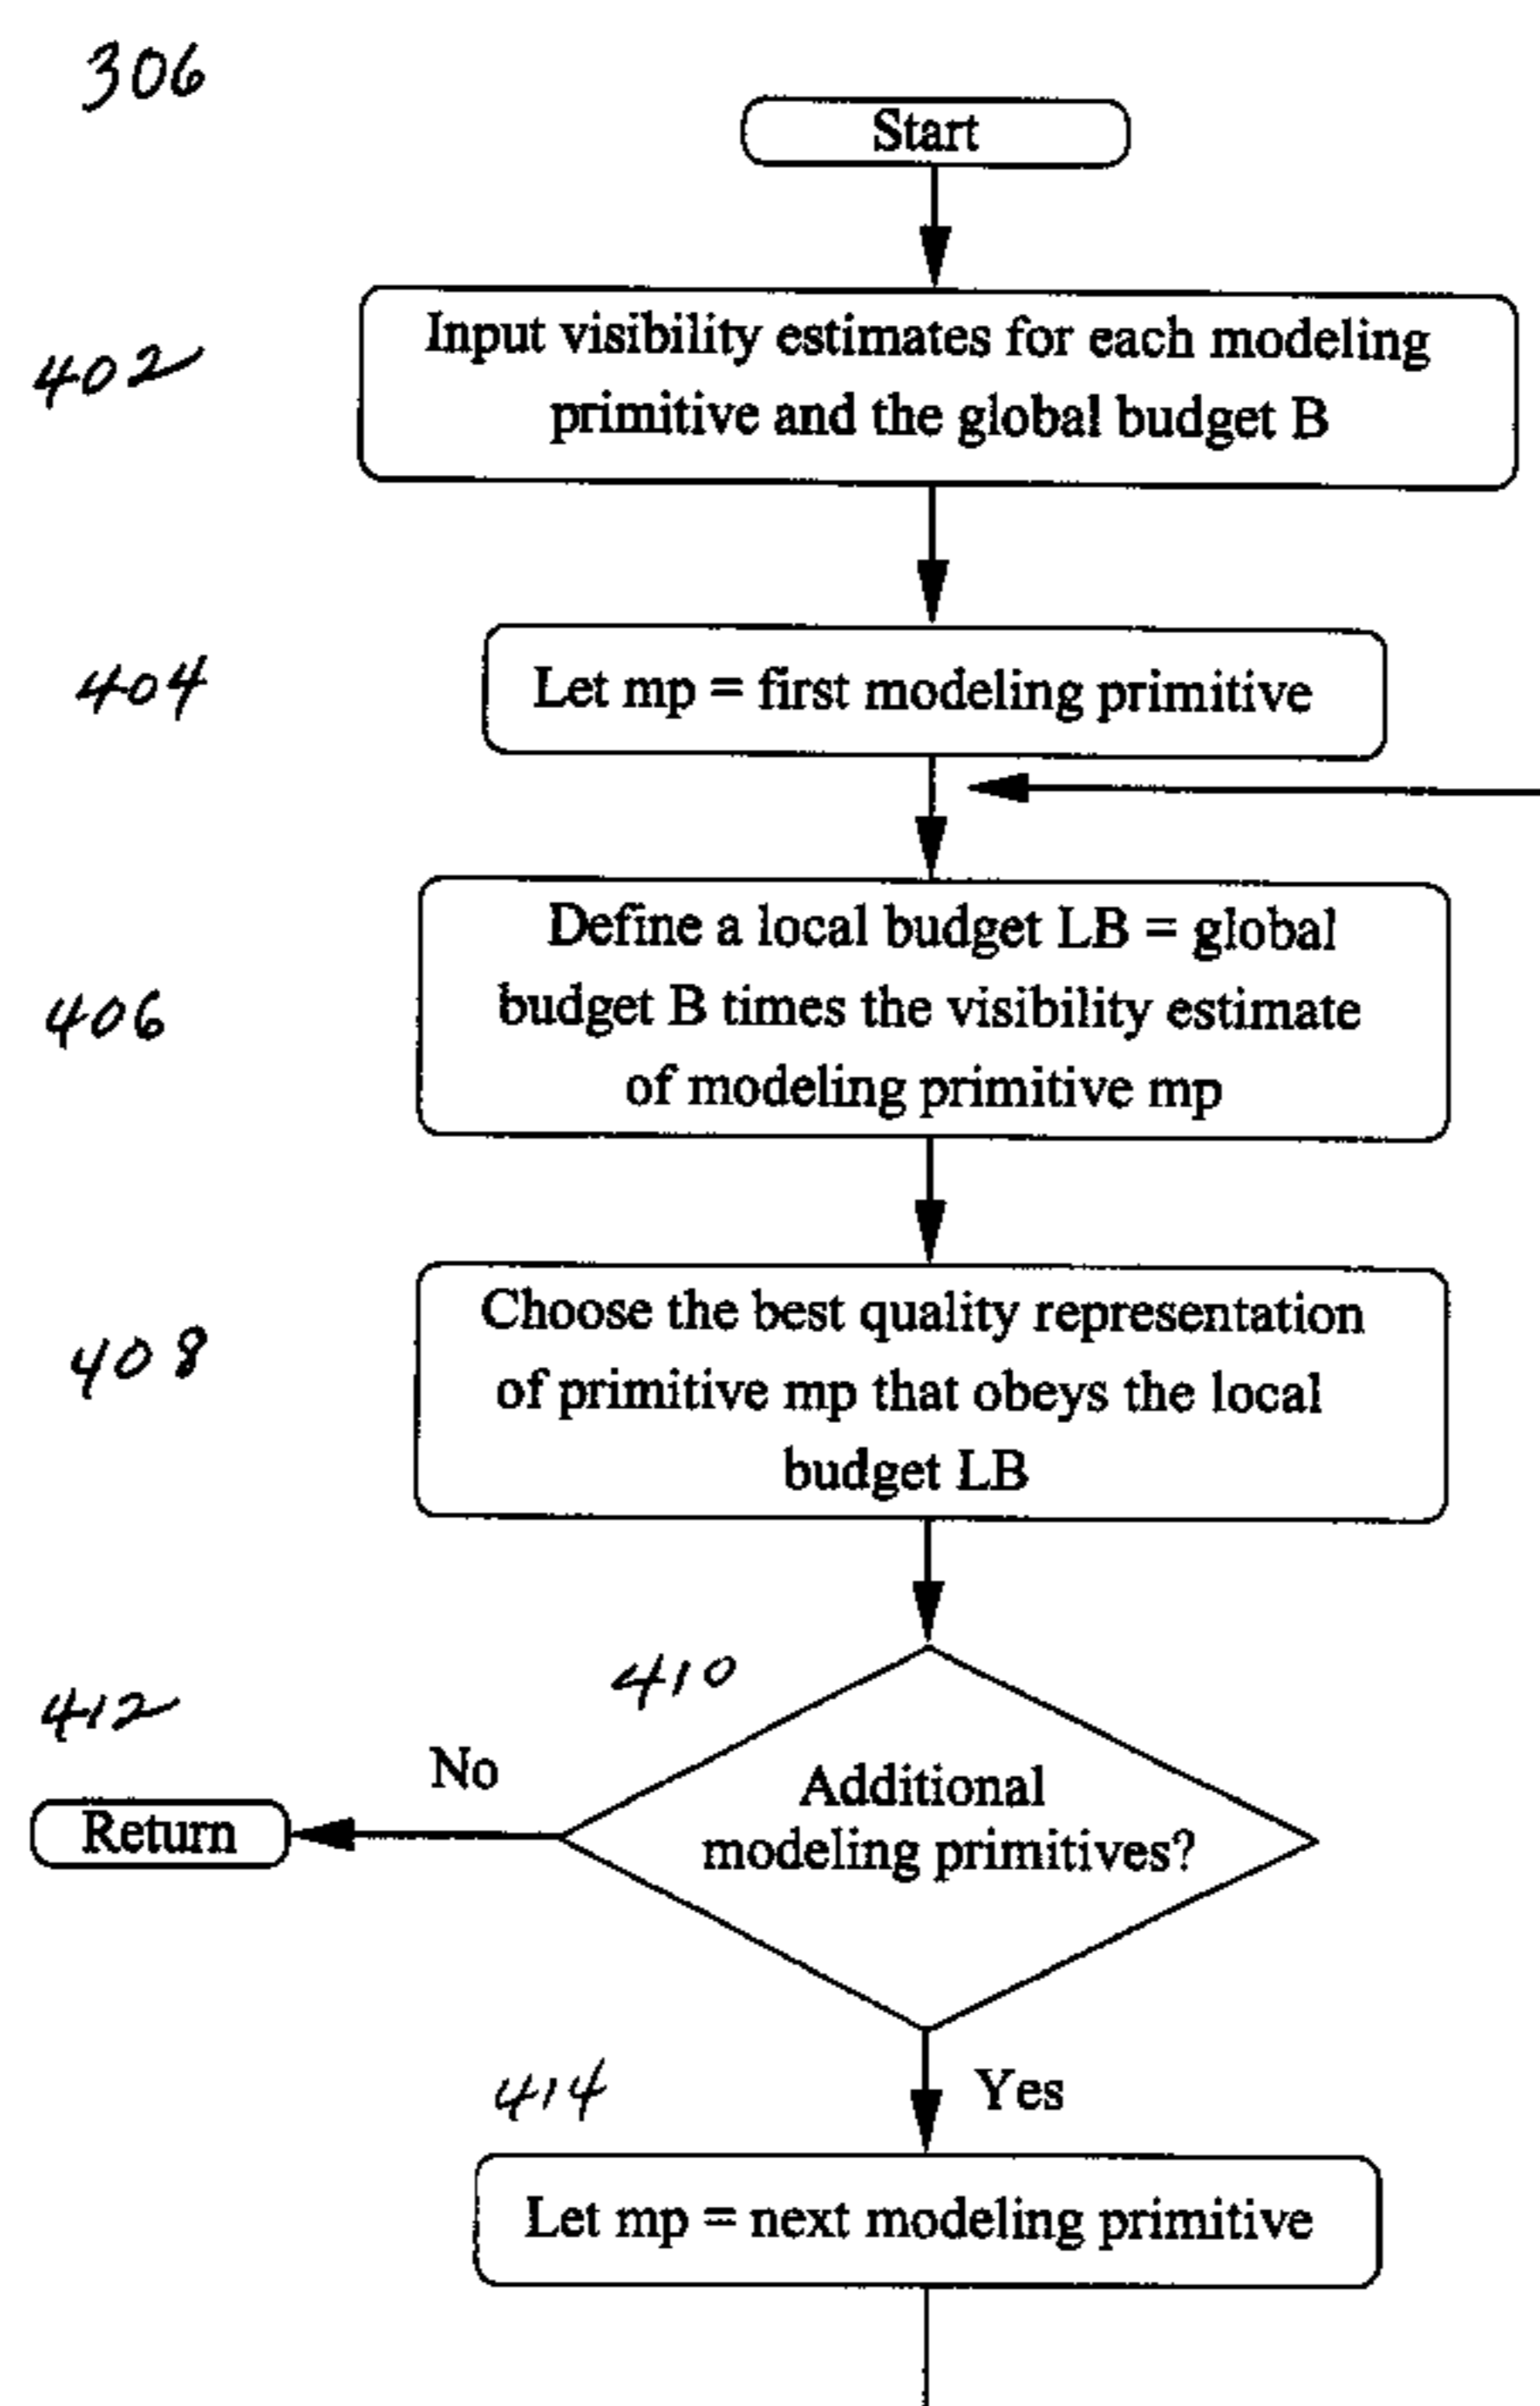 306
Start
402
Input visibility estimates for each modeling
primitive and the global budget B
404
Let mp = first modeling primitive
406
Define a local budget LB = global
budget B times the visibility estimate
of modeling primitive mp
408
Choose the best quality representation
of primitive mp that obeys the local
budget LB
410
412
No
Return
Additional
modeling primitives?
414
Yes
Let mp = next modeling primitive